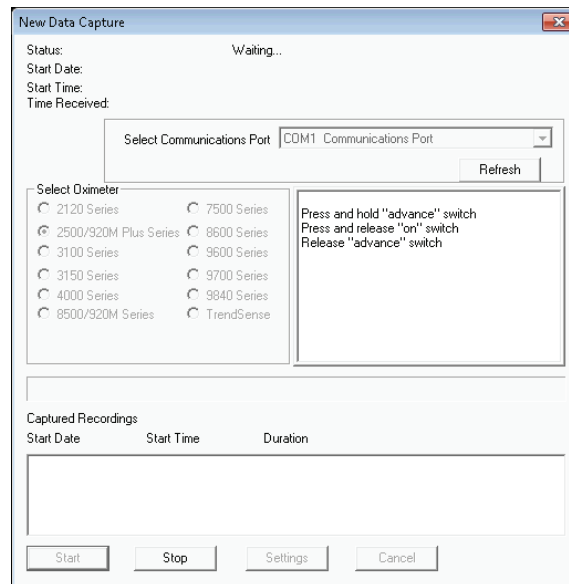 New Data Capture
Status: Waiting...
Start Date:
Start Time:
Time Received:
Select Communications Port COM1 Communications Port
Refresh
Select Oximeter
2120 Series 7500 Series
2500/920M Plus Series 8600 Series
3100 Series 9600 Series
3150 Series 9700 Series
4000 Series 9840 Series
8500/920M Series TrendSense
Press and hold "advance" switch
Press and release "on" switch
Release "advance" switch
Captured Recordings
Start Date Start Time Duration
Start Stop Settings Cancel